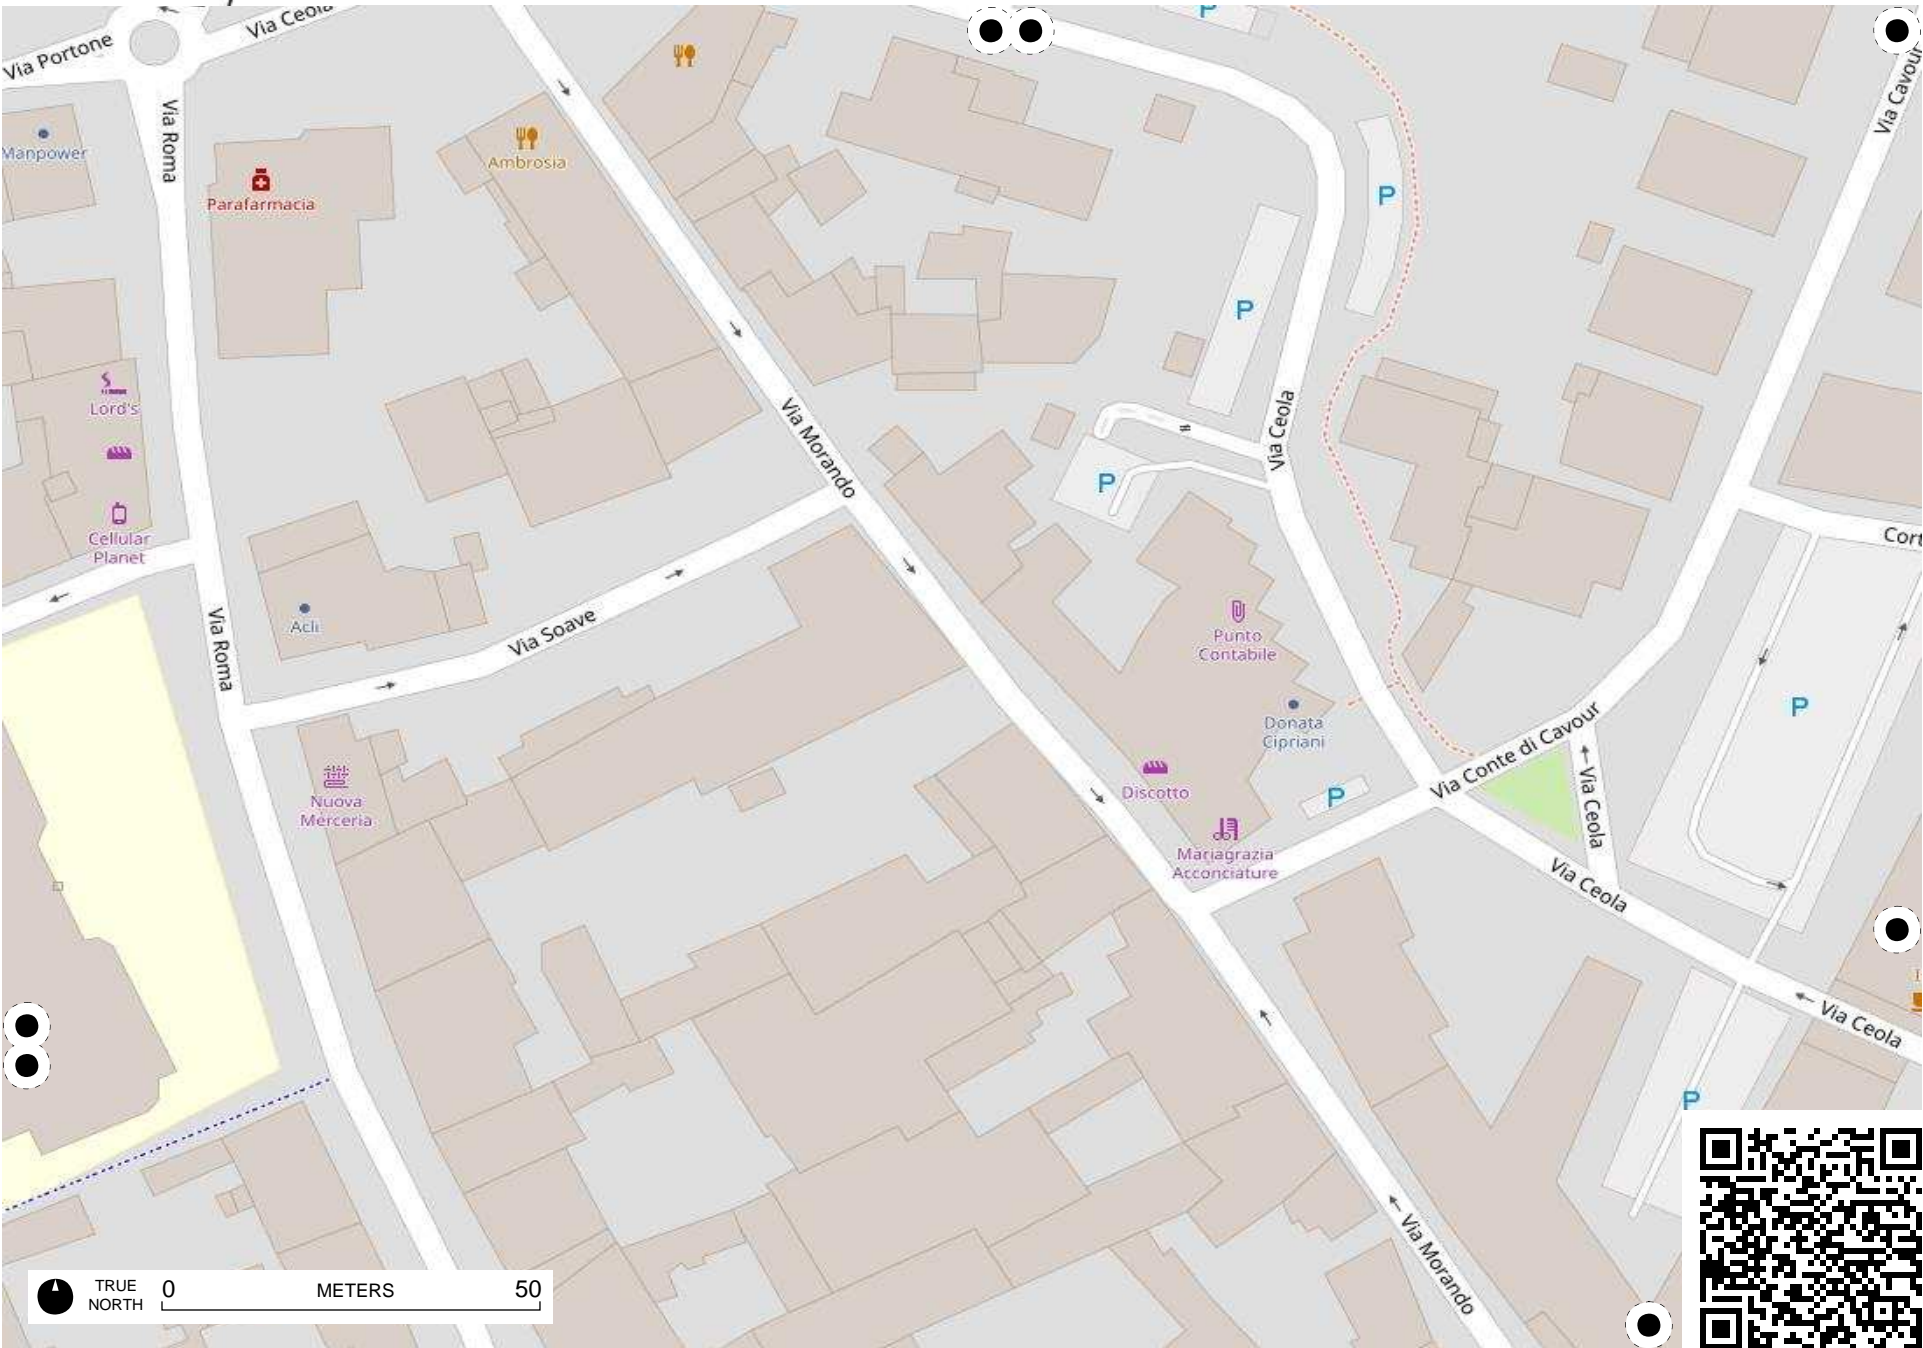 Via Portone
Via Ceola
P
Via Cavour
Via Roma
Manpower
Parafarmacia
Ambrosia
P
P
Lord's
Via Morando
Via Ceola
P
Cellular
Planet
Cort
Acli
Via Soave
Via Roma
Punto
Contabile
P
Donata
Cipriani
Via Conte di Cavour
Nuova
Merceria
Discotto
P
Via Ceola
Mariagrazia
Acconciature
Via Ceola
Via Ceola
P
Via Morando
TRUE
NORTH
0 METERS 50